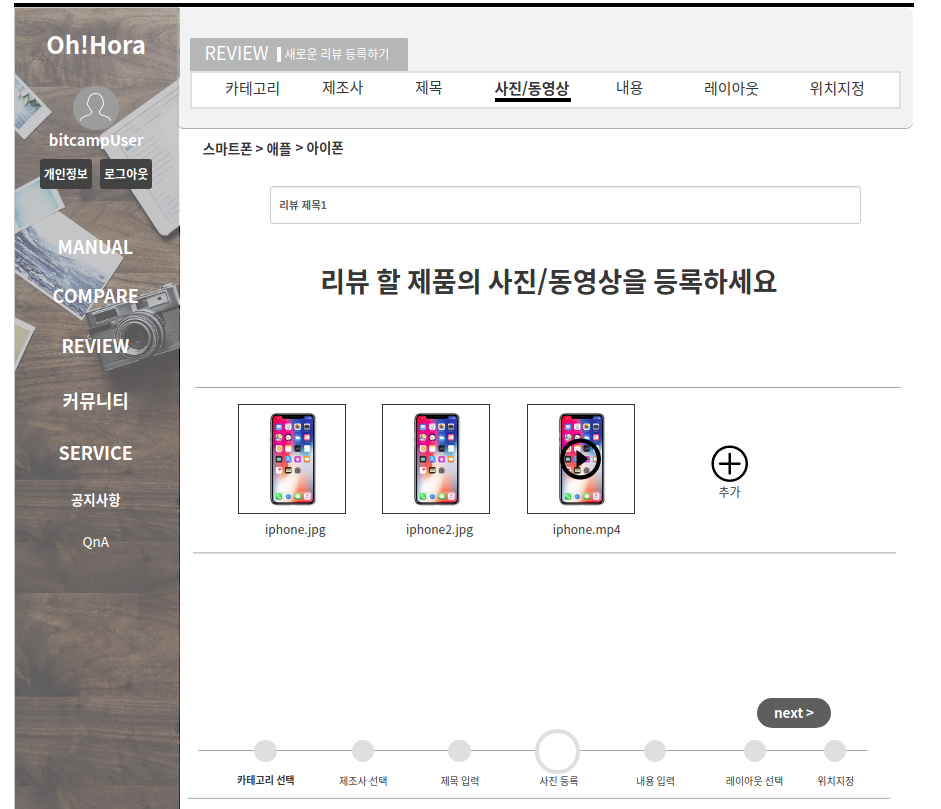 Oh!Hora
bitcampUser
개인정보 로그아웃
MANUAL
COMPARE
REVIEW
커뮤니티
SERVICE
공지사항
QnA
REVIEW 새로운 리뷰 등록하기
카테고리 제조사 제목 사진/동영상 내용 레이아웃 위치지정
스마트폰 > 애플 > 아이폰
리뷰 제목1
리뷰 할 제품의 사진/동영상을 등록하세요
추가
iphone.jpg iphone2.jpg iphone.mp4
next >
카테고리 선택 제조사 선택 제목 입력 사진 등록 내용 입력 레이아웃 선택 위치지정